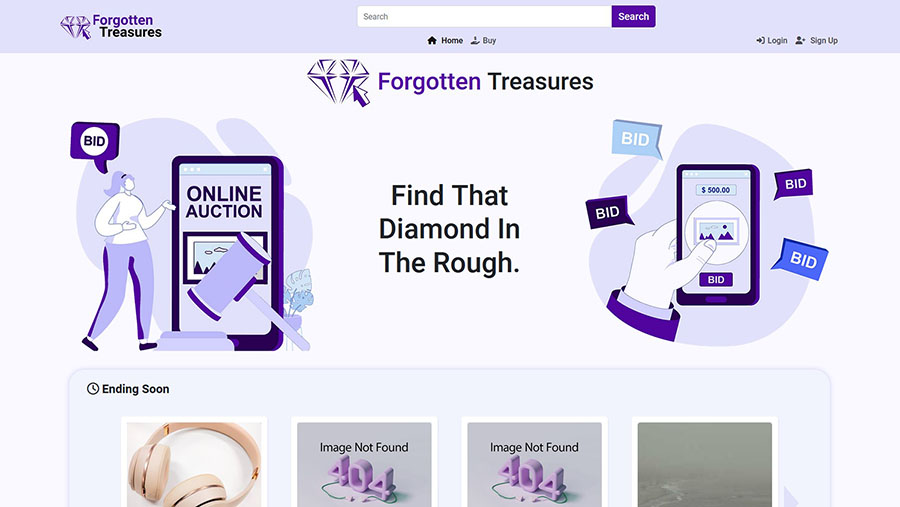 Forgotten
Treasures
Search
Search
Home
Buy
Login
Sign Up
Forgotten Treasures
BID
ONLINE
AUCTION
Find That
Diamond In
The Rough.
BID
$ 500.00
BID
BID
BID
BID
Ending Soon
Image Not Found
404
Image Not Found
404